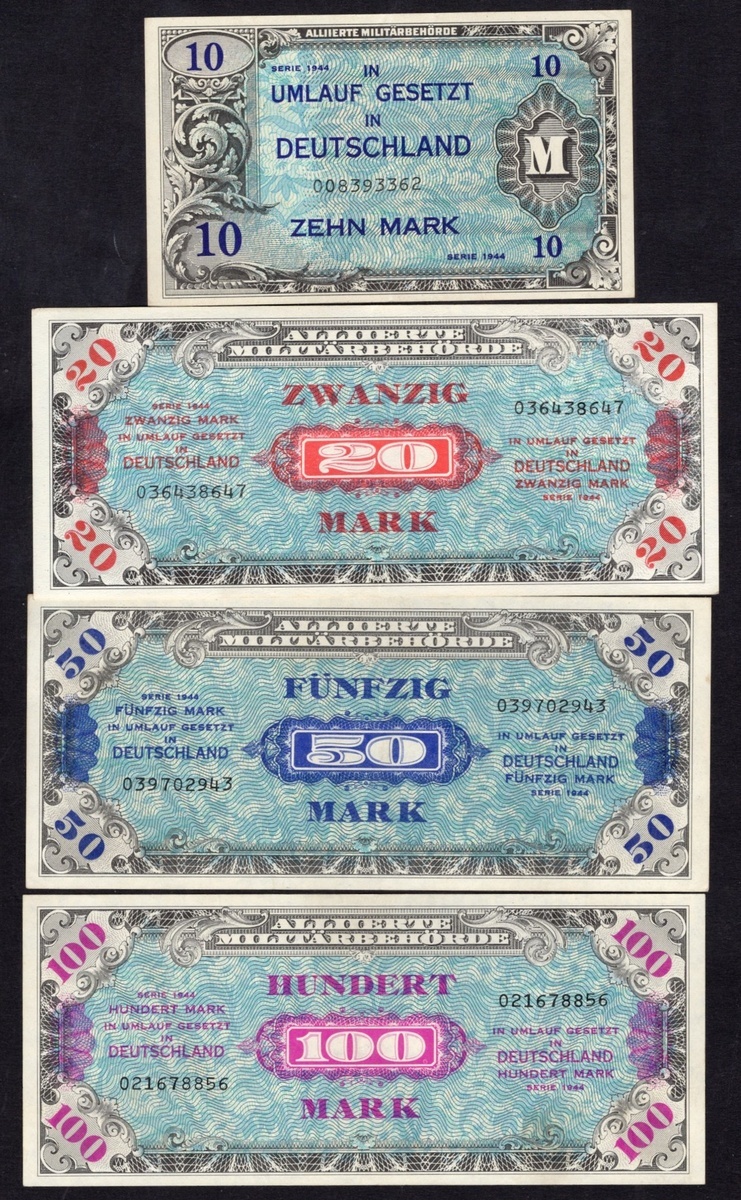 ALLIIERTE MILITÄRBEHÖRDE
10
10
SERIE 1944
IN
UMLAUF GESETZT
IN
DEUTSCHLAND
M
008393362
ZEHN MARK
10
10
SERIE 1944
ALLIIERTE
MILITÄRBEHÖRDE
20
20
ZWANZIG
SERIE 1944
ZWANZIG MARK
IN UMLAUF GESETZT
IN
DEUTSCHLAND
036438647
20
036438647
IN UMLAUF GESETZT
IN
DEUTSCHLAND
ZWANZIG MARK
SERIE 1944
MARK
20
20
ALLIIERTE
MILITÄRBEHÖRDE
50
50
FÜNFZIG
SERIE 1944
FÜNFZIG MARK
IN UMLAUF GESETZT
IN
DEUTSCHLAND
039702943
50
039702943
IN UMLAUF GESETZT
IN
DEUTSCHLAND
FÜNFZIG MARK
SERIE 1944
MARK
50
50
ALLIIERTE
MILITÄRBEHÖRDE
100
100
HUNDERT
SERIE 1944
HUNDERT MARK
IN UMLAUF GESETZT
IN
DEUTSCHLAND
021678856
100
021678856
IN UMLAUF GESETZT
IN
DEUTSCHLAND
HUNDERT MARK
SERIE 1944
MARK
100
100